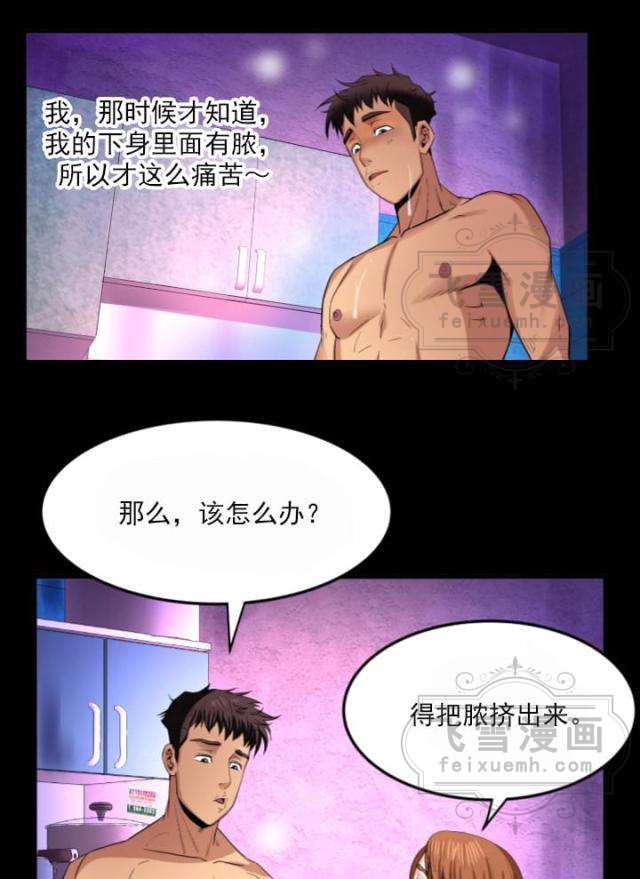 我，那时候才知道，
我的下身里面有脓，
所以才这么痛苦～
飞雪漫画
feixuemh.com
那么，该怎么办？
得把脓挤出来。
飞雪漫画
feixuemh.com